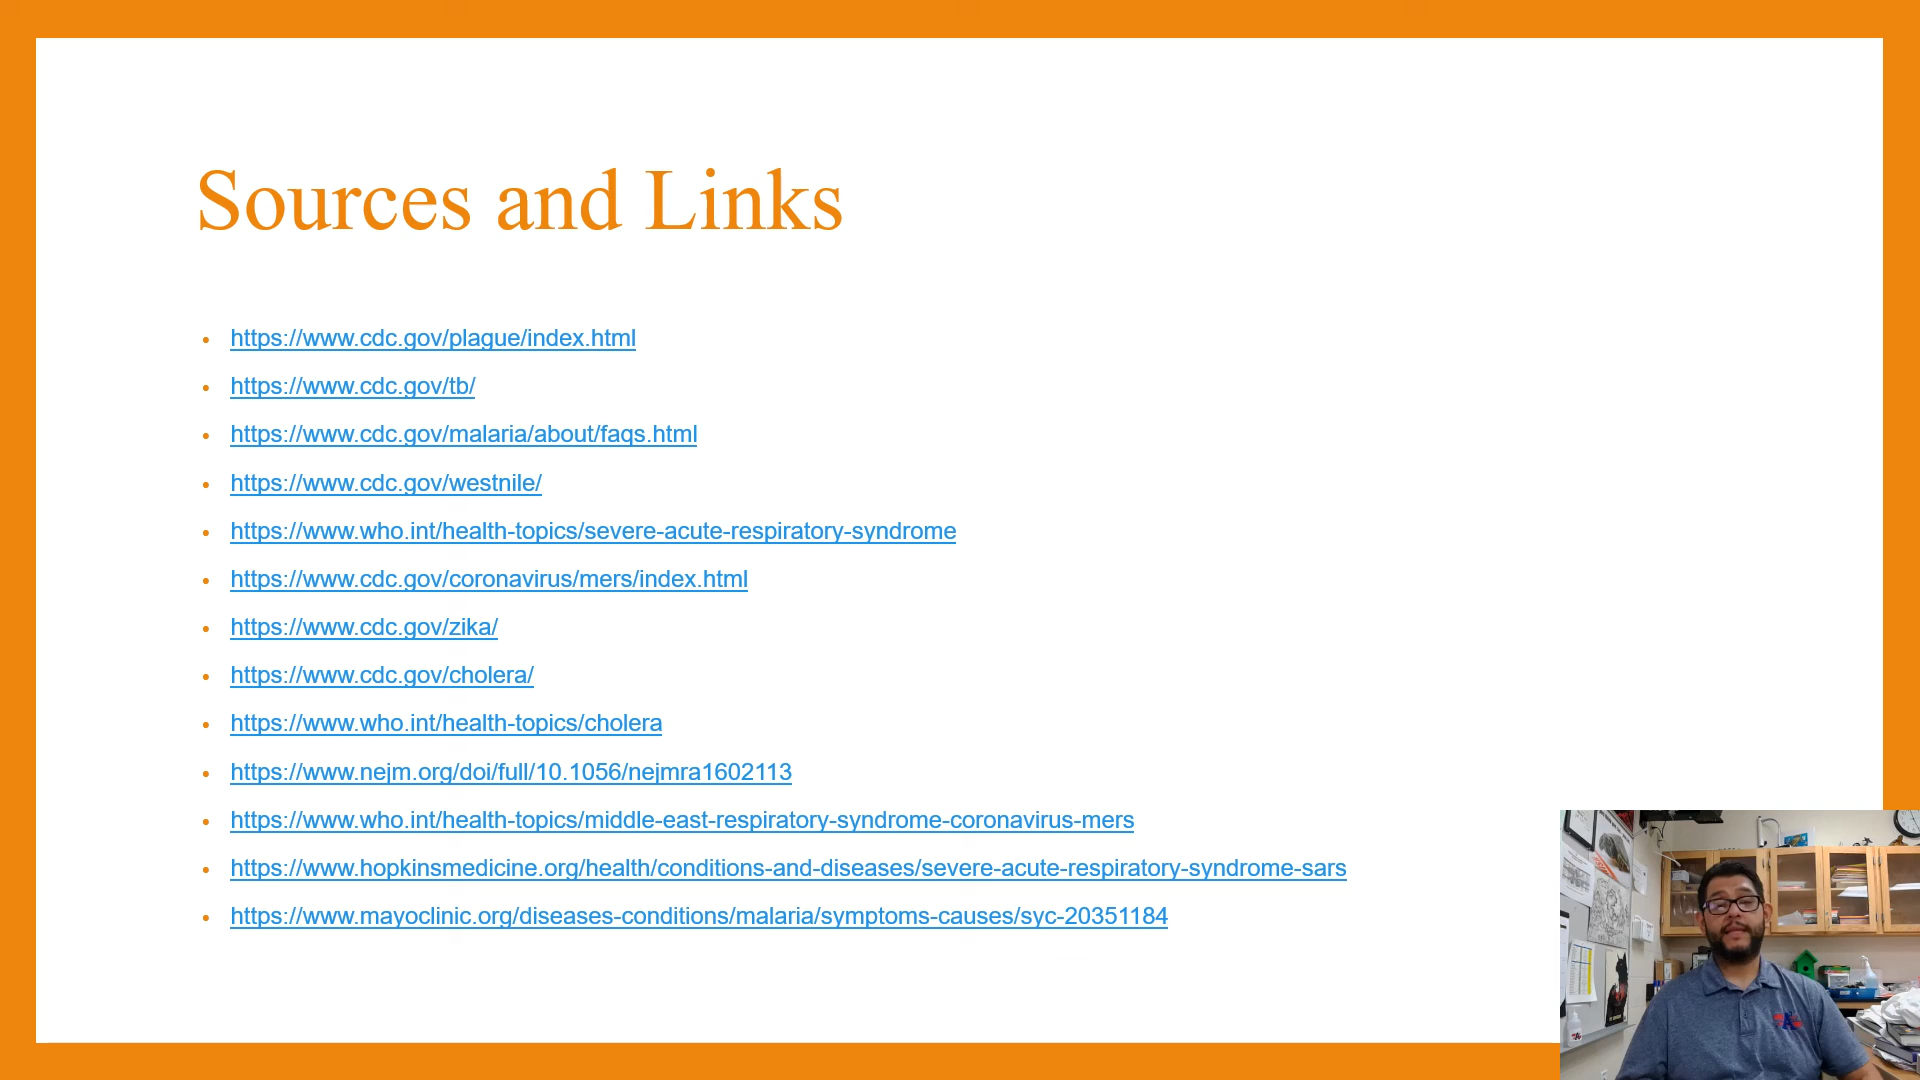 Sources and Links
https://www.cdc.gov/plague/index.html
https://www.cdc.gov/tb/
https://www.cdc.gov/malaria/about/faqs.html
https://www.cdc.gov/westnile/
https://www.who.int/health-topics/severe-acute-respiratory-syndrome
https://www.cdc.gov/coronavirus/mers/index.html
https://www.cdc.gov/zika/
https://www.cdc.gov/cholera/
https://www.who.int/health-topics/cholera
https://www.nejm.org/doi/full/10.1056/nejmra1602113
https://www.who.int/health-topics/middle-east-respiratory-syndrome-coronavirus-mers
https://www.hopkinsmedicine.org/health/conditions-and-diseases/severe-acute-respiratory-syndrome-sars
https://www.mayoclinic.org/diseases-conditions/malaria/symptoms-causes/syc-20351184